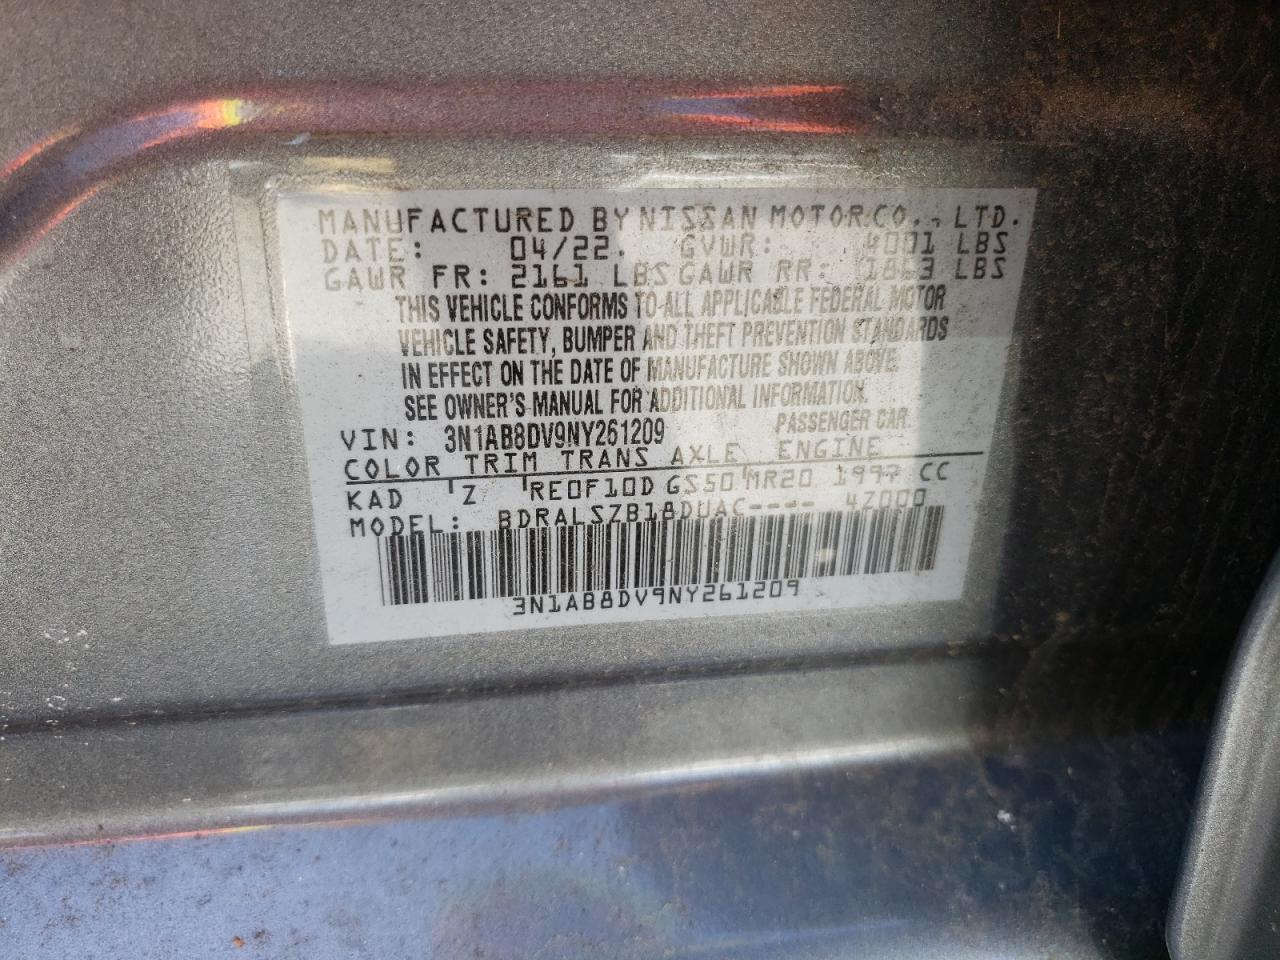 MANUFACTURED BY NISSAN MOTOR CO., LTD.
DATE: 04/22. GVWR: 4001 LBS
GAWR FR: 2161 LBS GAWR RR: 1863 LBS
THIS VEHICLE CONFORMS TO ALL APPLICABLE FEDERAL MOTOR
VEHICLE SAFETY, BUMPER AND THEFT PREVENTION STANDARDS
IN EFFECT ON THE DATE OF MANUFACTURE SHOWN ABOVE.
SEE OWNER'S MANUAL FOR ADDITIONAL INFORMATION.
VIN: 3N1AB8DV9NY261209 PASSENGER CAR.
COLOR TRIM TRANS AXLE ENGINE
KAD Z RE0F10D GS50 MR20 1997 CC
MODEL: BDRALSZB18DUAC---- 4Z000
3N1AB8DV9NY261209